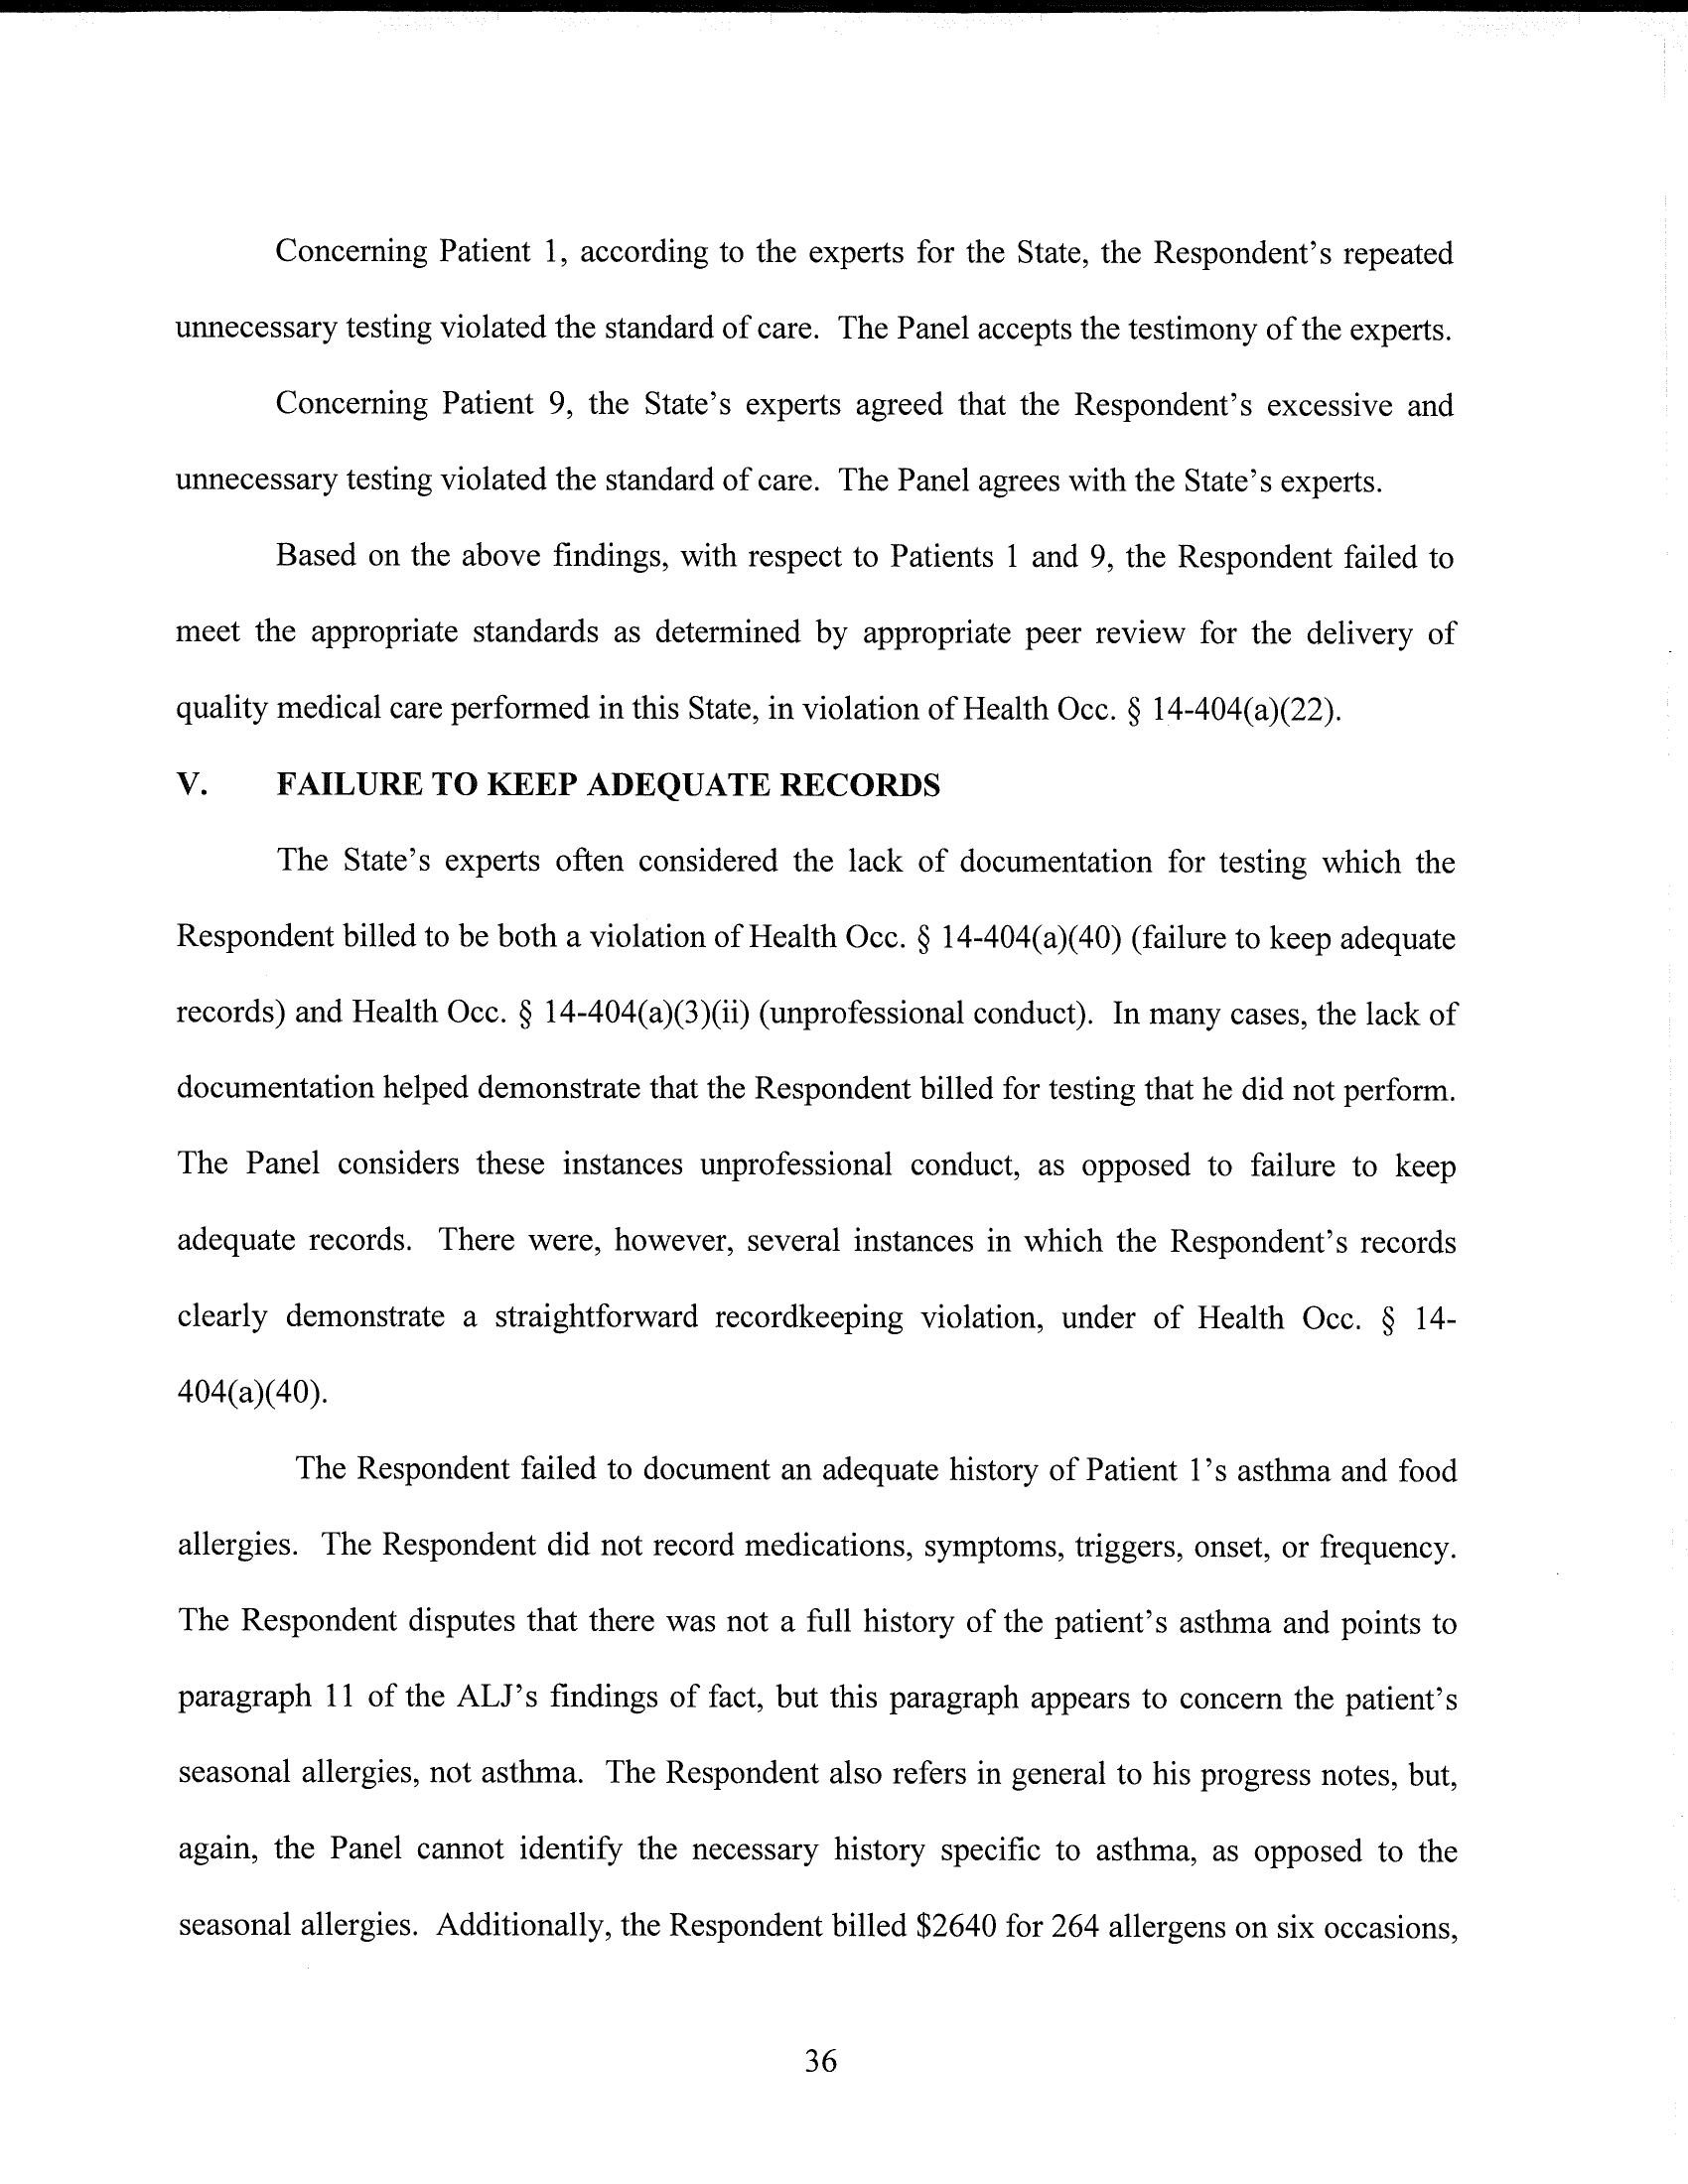 Concerning Patient 1, according to the experts for the State, the Respondent's repeated
unnecessary testing violated the standard of care. The Panel accepts the testimony of the experts.
Concerning Patient 9, the State's experts agreed that the Respondent's excessive and
unnecessary testing violated the standard of care. The Panel agrees with the State's experts.
Based on the above findings, with respect to Patients 1 and 9, the Respondent failed to
meet the appropriate standards as determined by appropriate peer review for the delivery of
quality medical care performed in this State, in violation of Health Occ. § 14-404(a)(22).
V. FAILURE TO KEEP ADEQUATE RECORDS
The State's experts often considered the lack of documentation for testing which the
Respondent billed to be both a violation of Health Occ. § 14-404(a)(40) (failure to keep adequate
records) and Health Occ. § 14-404(a)(3)(ii) (unprofessional conduct). In many cases, the lack of
documentation helped demonstrate that the Respondent billed for testing that he did not perform.
The Panel considers these instances unprofessional conduct, as opposed to failure to keep
adequate records. There were, however, several instances in which the Respondent's records
clearly demonstrate a straightforward recordkeeping violation, under of Health Occ. § 14-
404(a)(40).
The Respondent failed to document an adequate history of Patient 1's asthma and food
allergies. The Respondent did not record medications, symptoms, triggers, onset, or frequency.
The Respondent disputes that there was not a full history of the patient's asthma and points to
paragraph 11 of the ALJ's findings of fact, but this paragraph appears to concern the patient's
seasonal allergies, not asthma. The Respondent also refers in general to his progress notes, but,
again, the Panel cannot identify the necessary history specific to asthma, as opposed to the
seasonal allergies. Additionally, the Respondent billed $2640 for 264 allergens on six occasions,
36